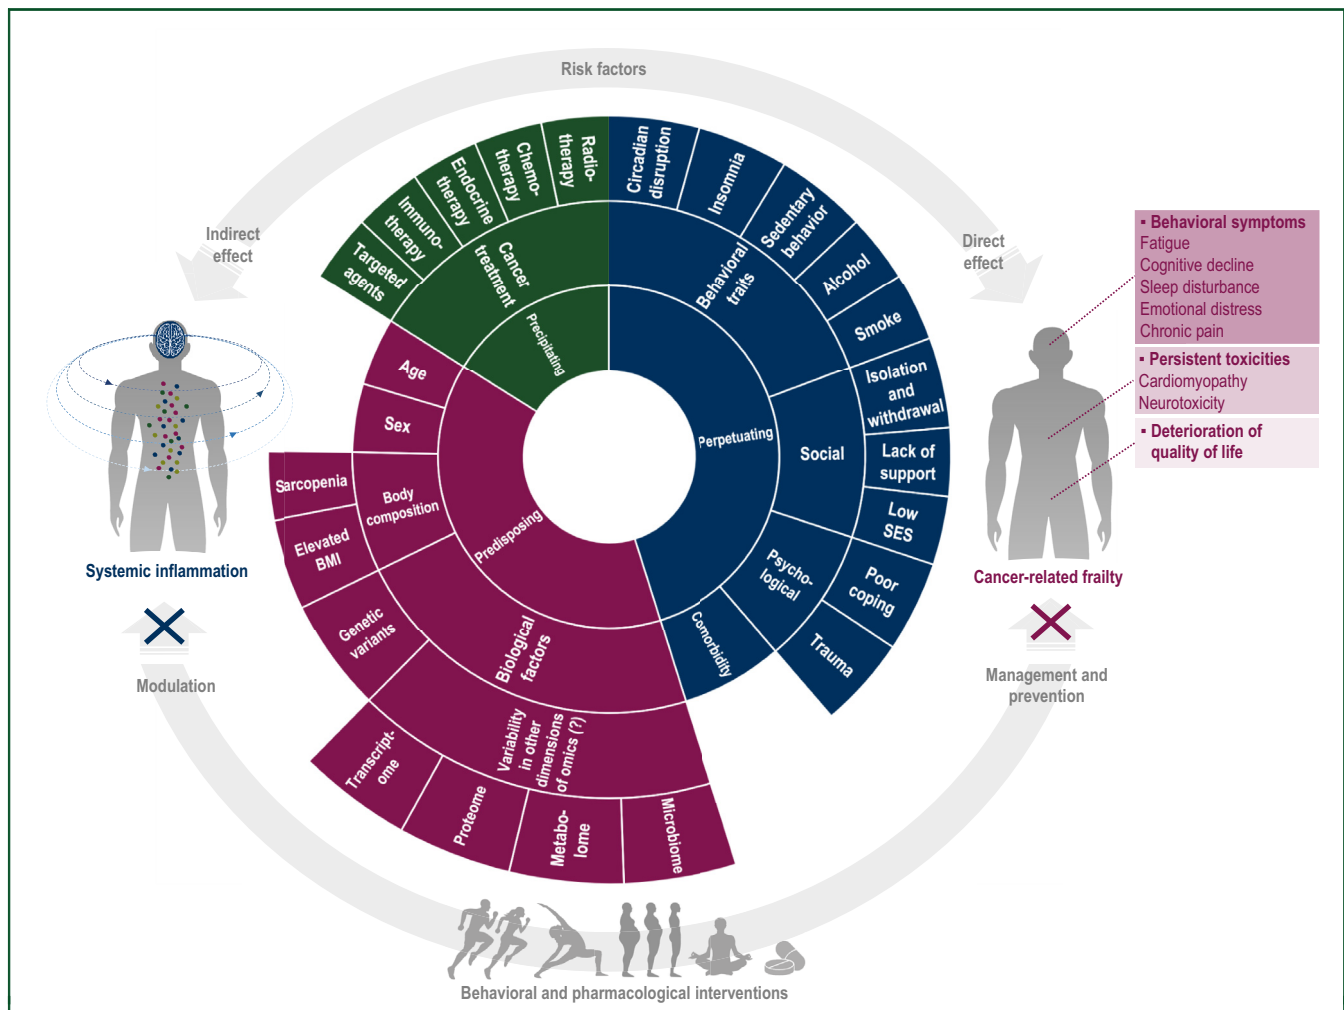 Risk factors
Indirect
effect
Direct
effect
Radio-
therapy
Chemo-
therapy
Endocrine
therapy
Immuno-
therapy
Targeted
agents
Cancer
treatment
Precipitating
Circadian
disruption
Insomnia
Sedentary
behavior
Alcohol
Smoke
Behavioral
traits
Isolation
and
withdrawal
Lack of
support
Low
SES
Social
Perpetuating
Poor
coping
Trauma
Psycho-
logical
Comorbidity
Age
Sex
Sarcopenia
Elevated
BMI
Body
composition
Predisposing
Genetic
variants
Biological
factors
Variability
in other
dimensions
of omics (?)
Transcript-
ome
Proteome
Metabo-
lome
Microbiome
▪ Behavioral symptoms
Fatigue
Cognitive decline
Sleep disturbance
Emotional distress
Chronic pain
▪ Persistent toxicities
Cardiomyopathy
Neurotoxicity
▪ Deterioration of
quality of life
Systemic inflammation
Cancer-related frailty
Modulation
Management and
prevention
Behavioral and pharmacological interventions